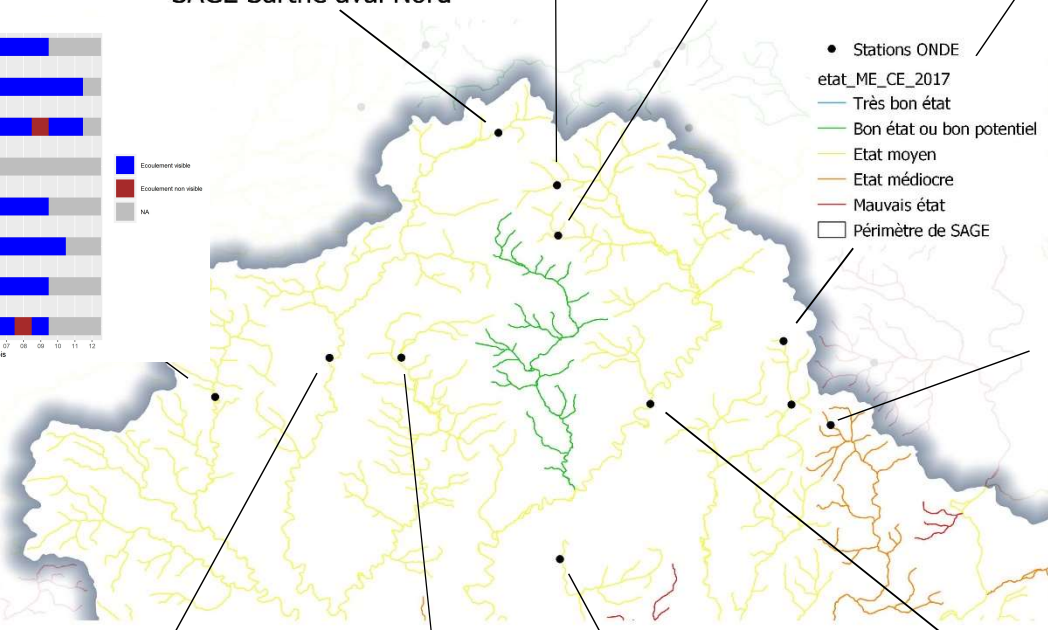 SAGE Sarthe aval Nord
Stations ONDE
etat_ME_CE_2017
Très bon état
Bon état ou bon potentiel
Etat moyen
Etat médiocre
Mauvais état
Périmètre de SAGE
Ecoulement visible
Ecoulement non visible
NA
07 08 09 10 11 12
is